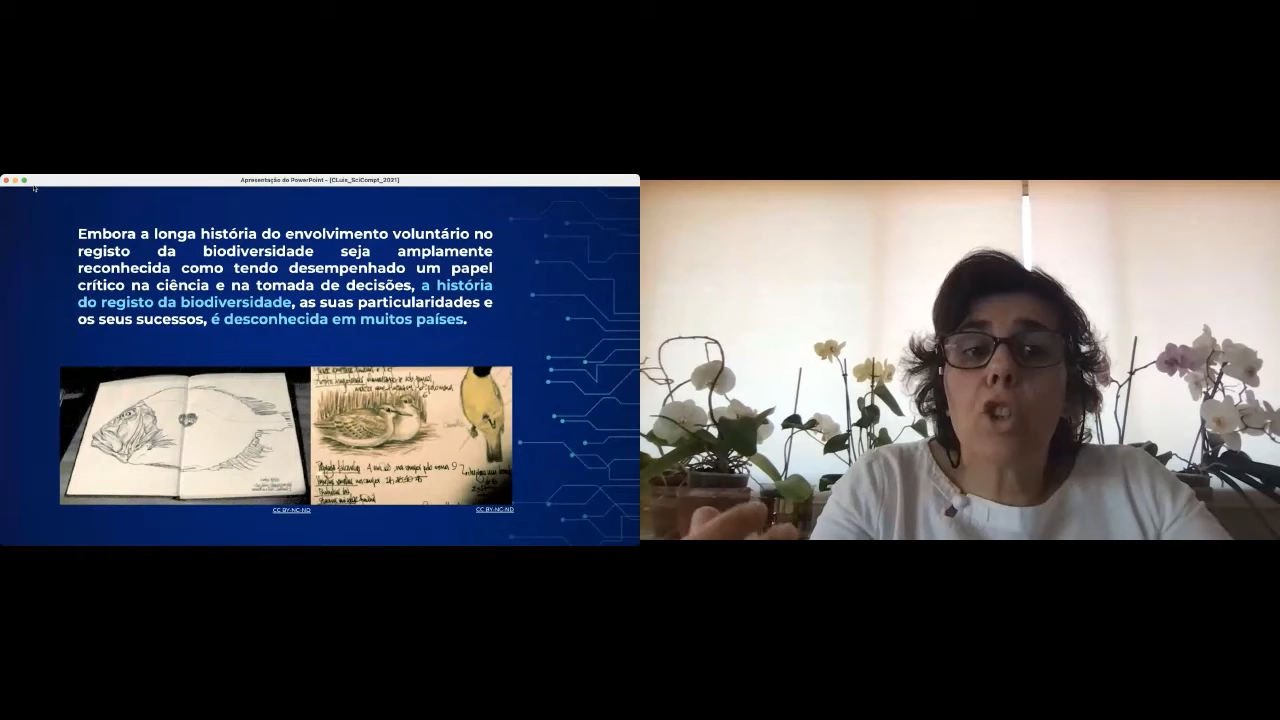 Apresentação do PowerPoint - [CLuis_SciCompt_2021]
Embora a longa história do envolvimento voluntário no
registo da biodiversidade seja amplamente
reconhecida como tendo desempenhado um papel
crítico na ciência e na tomada de decisões, a história
do registo da biodiversidade, as suas particularidades e
os seus sucessos, é desconhecida em muitos países.
CC BY-NC-ND
CC BY-NC-ND